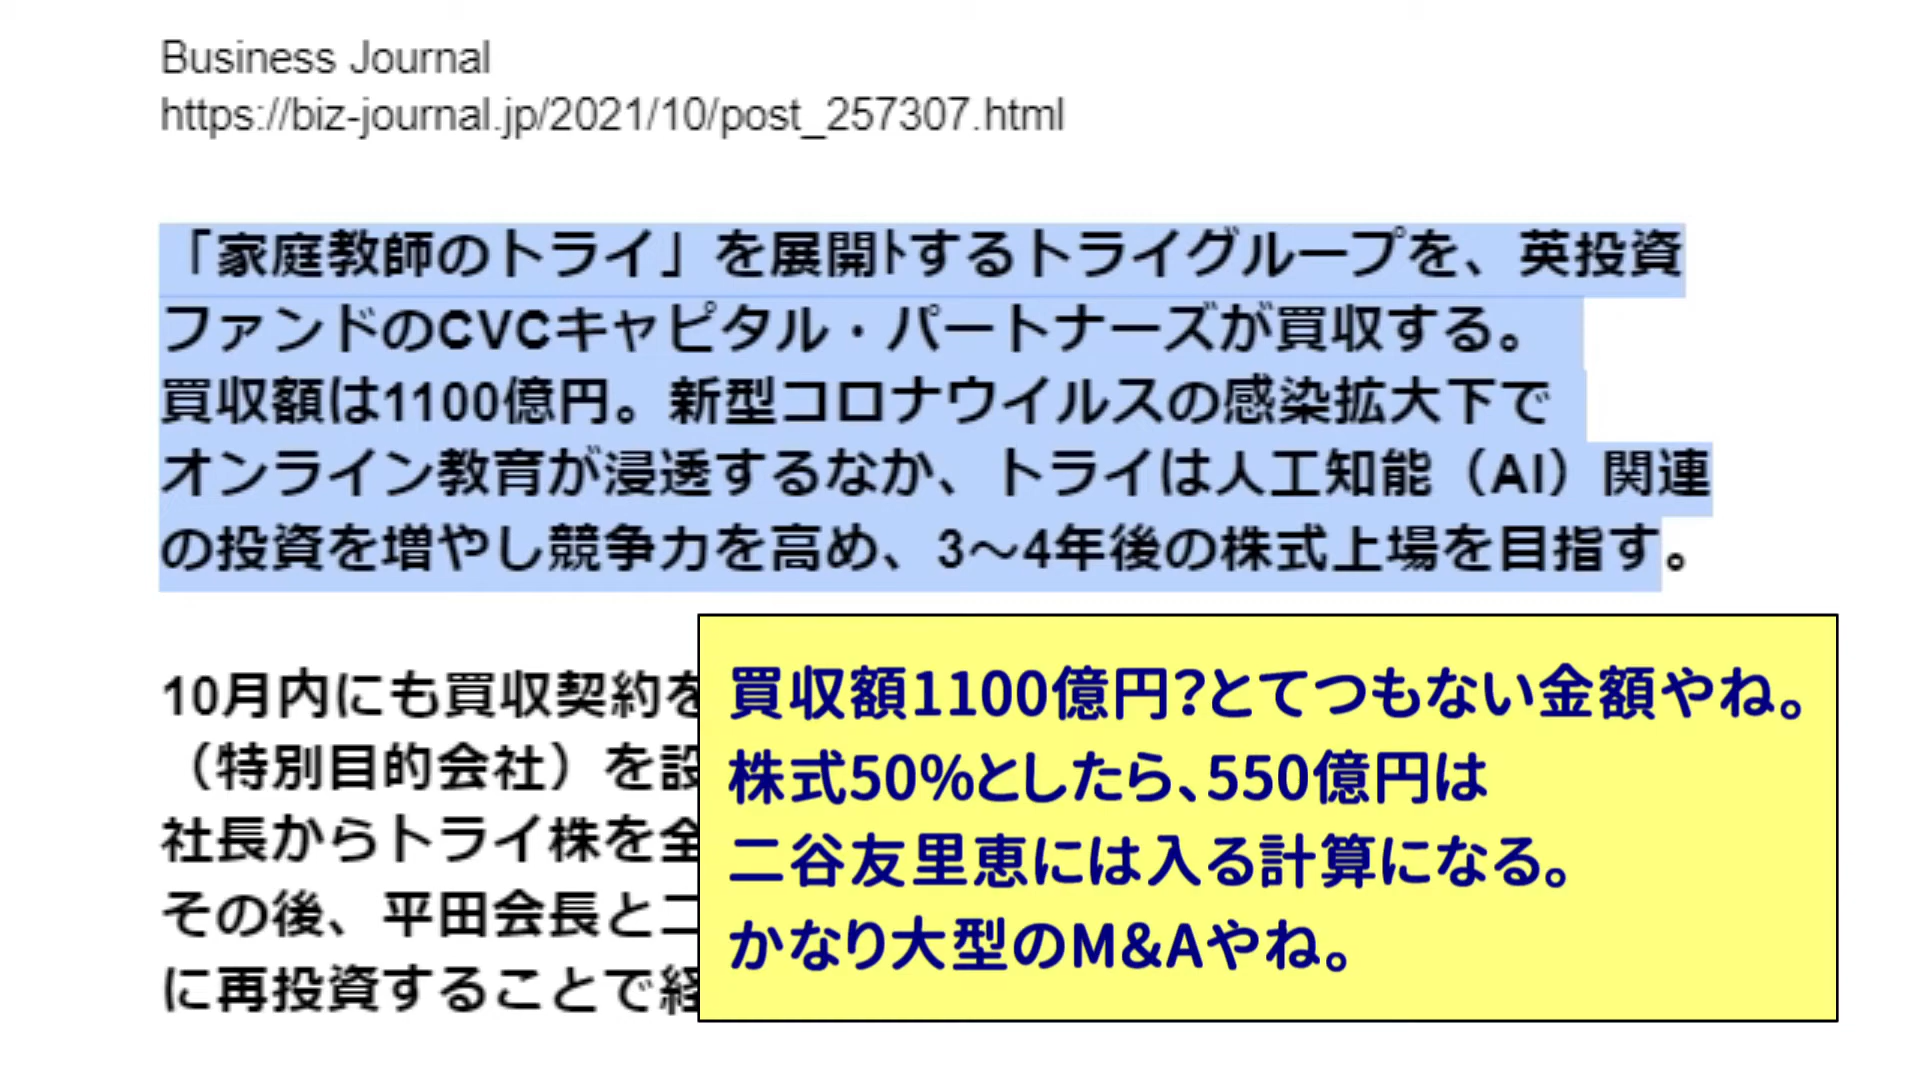 Business Journal
https://biz-journal.jp/2021/10/post_257307.html
「家庭教師のトライ」を展開トするトライグループを、英投資
ファンドのCVCキャピタル・パートナーズが買収する。
買収額は1100億円。新型コロナウイルスの感染拡大下で
オンライン教育が浸透するなか、トライは人工知能（AI）関連
の投資を増やし競争力を高め、3〜4年後の株式上場を目指す。
10月内にも買収契約を
（特別目的会社）を設
社長からトライ株を全
その後、平田会長と二
に再投資することで経
買収額1100億円?とてつもない金額やね。
株式50%としたら、550億円は
二谷友里恵には入る計算になる。
かなり大型のM&Aやね。